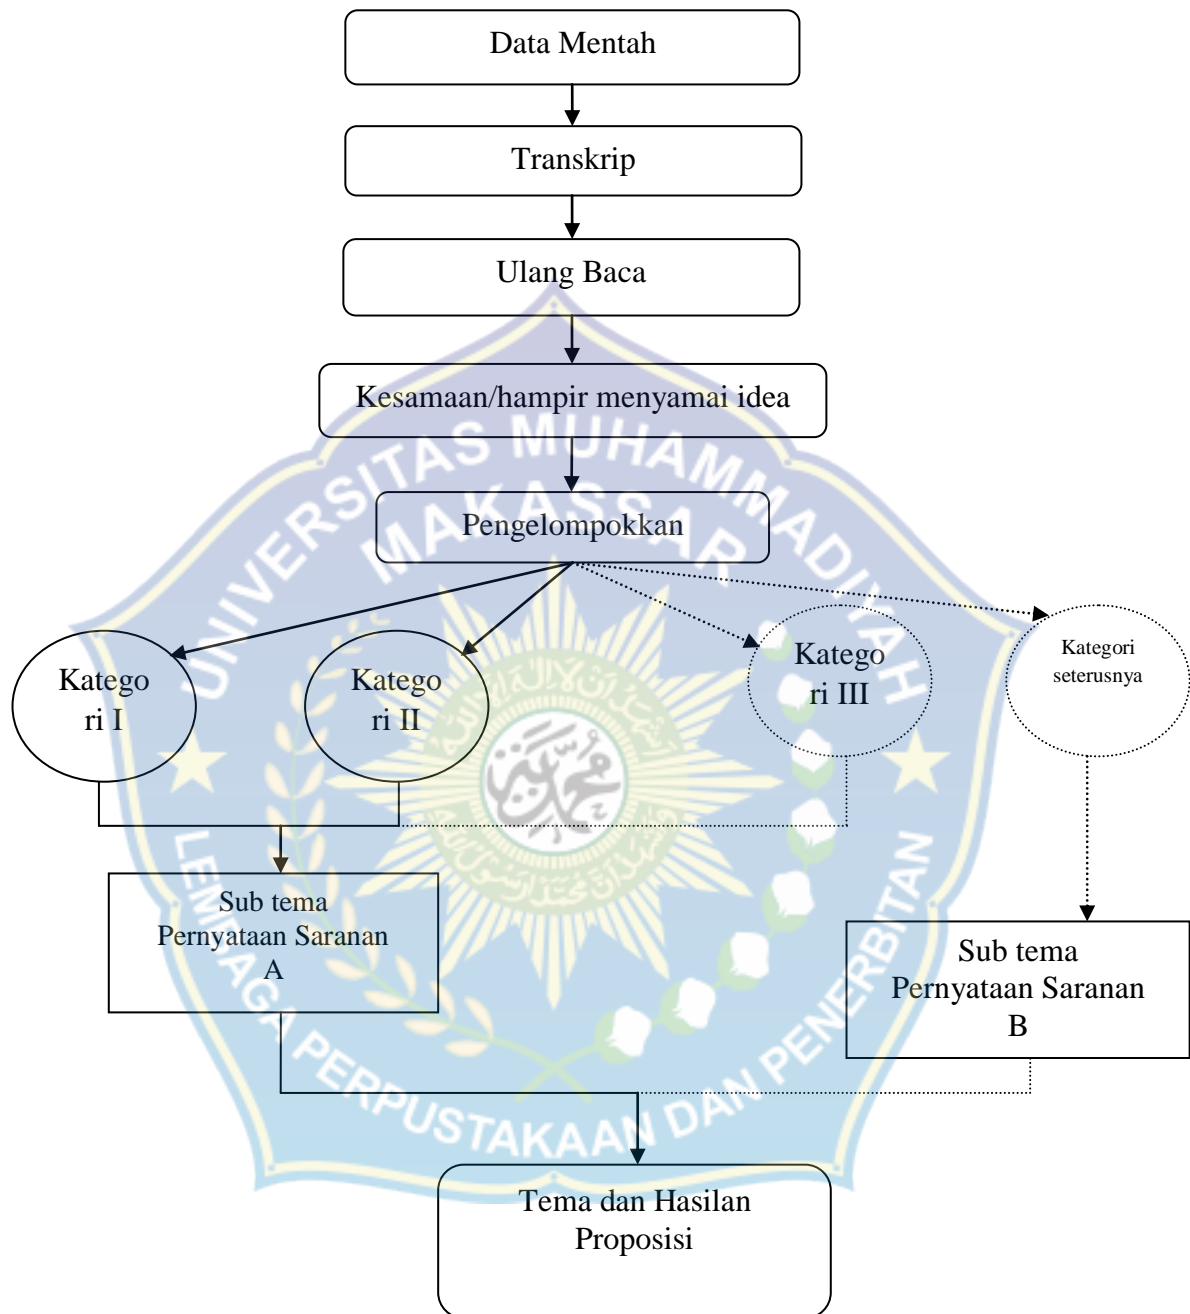 Data Mentah
Transkrip
Ulang Baca
Kesamaan/hampir menyamai idea
UNIVERSITAS MUHAMMADIYAH
MAKASSAR
Pengelompokkan
Katego
ri I
Katego
ri II
Katego
ri III
Kategori
seterusnya
محمد
Sub tema
Pernyataan Saranan
A
Sub tema
Pernyataan Saranan
B
LEMBAGA PERPUSTAKAAN DAN PENERBITAN
Tema dan Hasilan
Proposisi